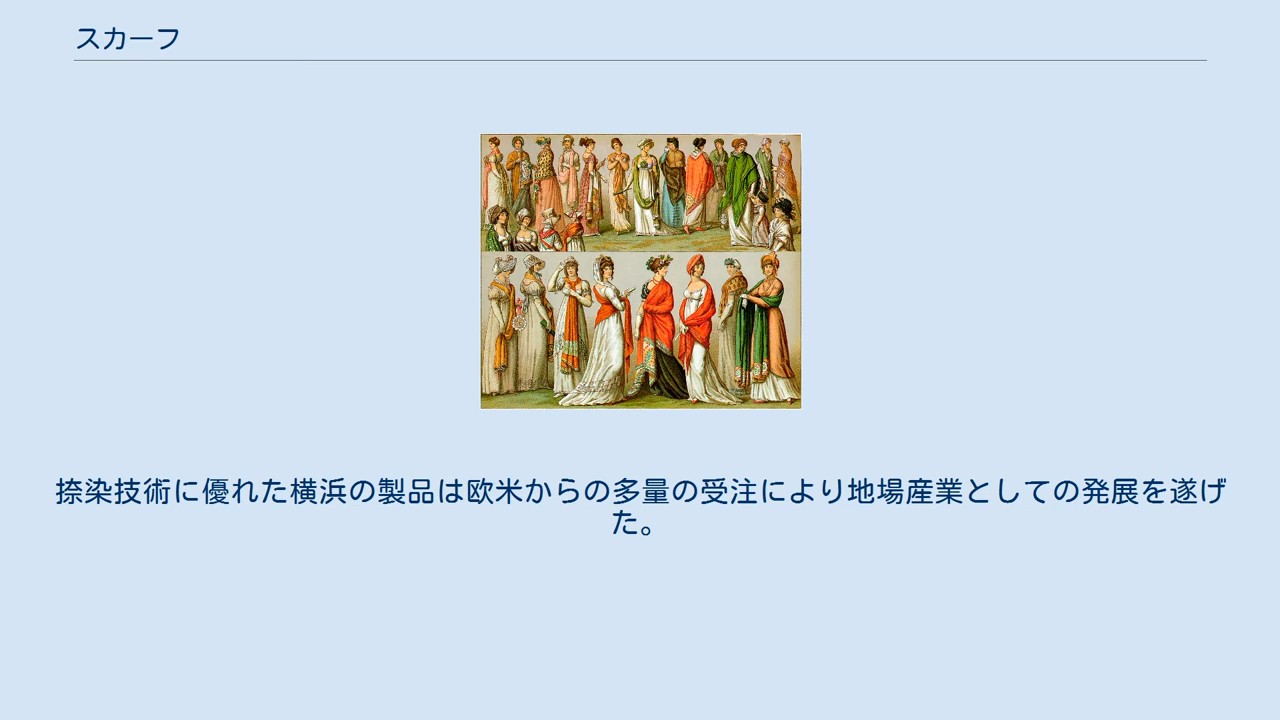 スカーフ
捺染技術に優れた横浜の製品は欧米からの多量の受注により地場産業としての発展を遂げ
た。